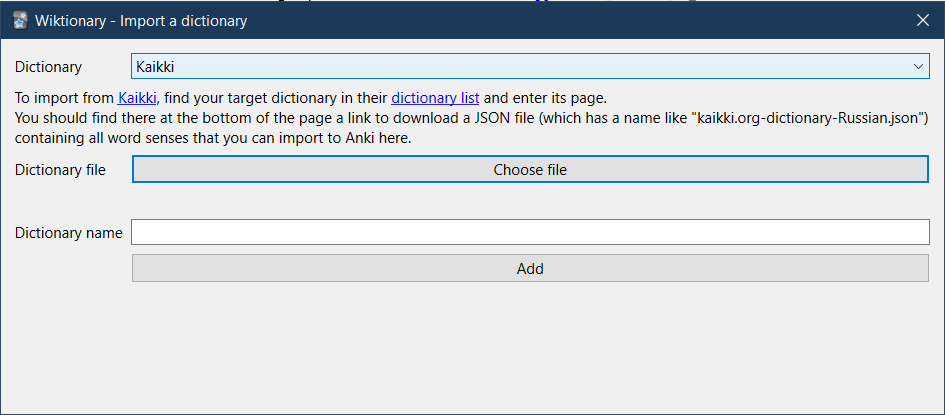 Wiktionary - Import a dictionary
Dictionary
Kaikki
To import from Kaikki, find your target dictionary in their dictionary list and enter its page.
You should find there at the bottom of the page a link to download a JSON file (which has a name like "kaikki.org-dictionary-Russian.json")
containing all word senses that you can import to Anki here.
Dictionary file
Choose file
Dictionary name
Add